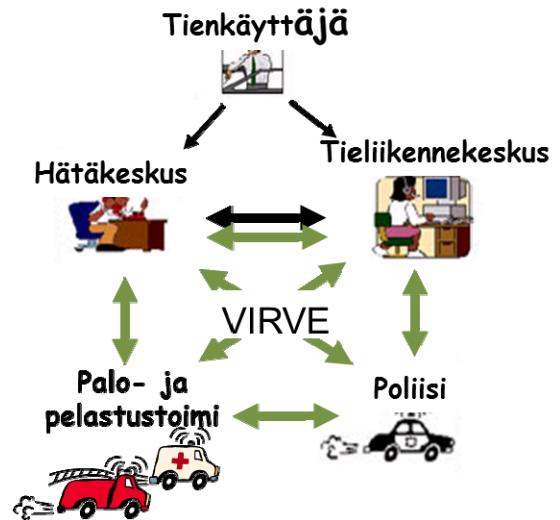 Tienkäyttäjä
Hätäkeskus
Tieliikennekeskus
VIRVE
Palo- ja
pelastustoimi
Poliisi